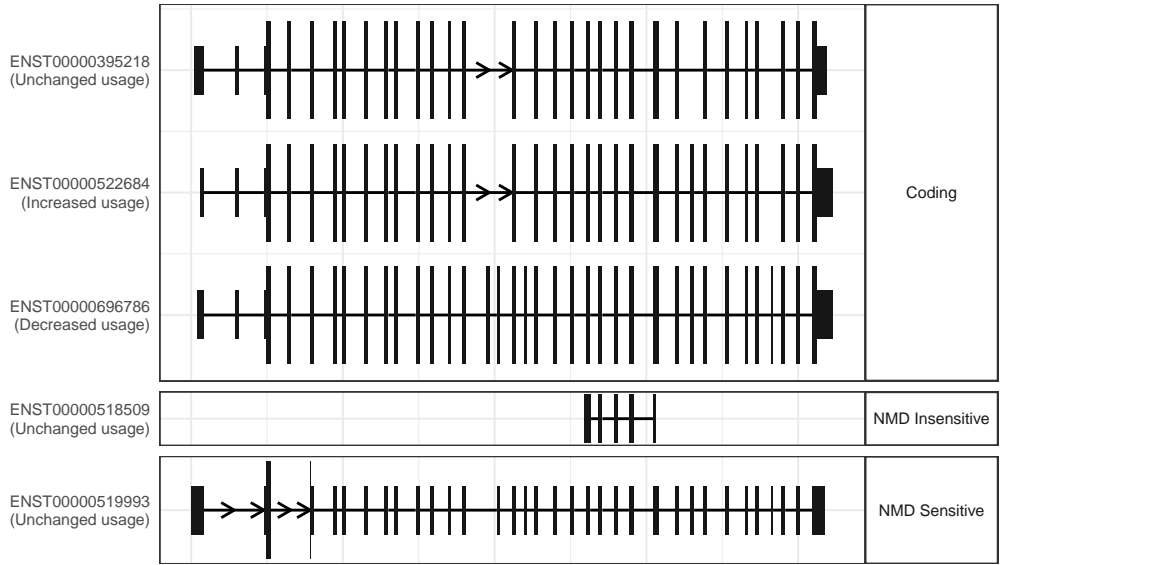 ENST00000395218
(Unchanged usage)
ENST00000522684
(Increased usage)
Coding
ENST00000696786
(Decreased usage)
ENST00000518509
(Unchanged usage)
NMD Insensitive
ENST00000519993
(Unchanged usage)
NMD Sensitive